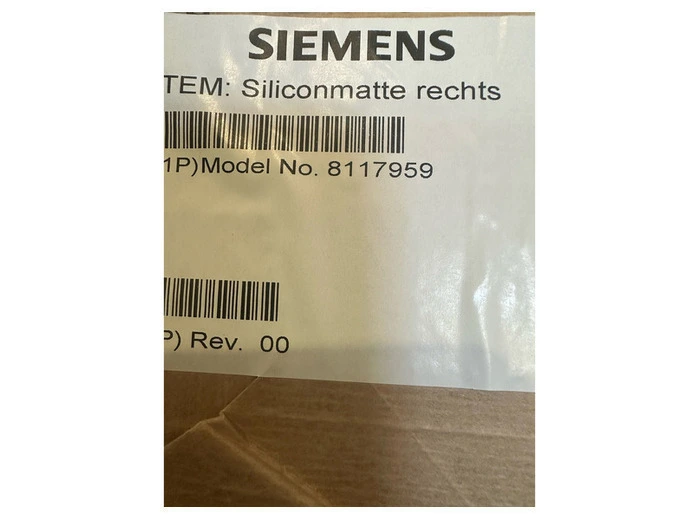 SIEMENS
TEM: Siliconmatte rechts
1P)Model No. 8117959
P) Rev. 00